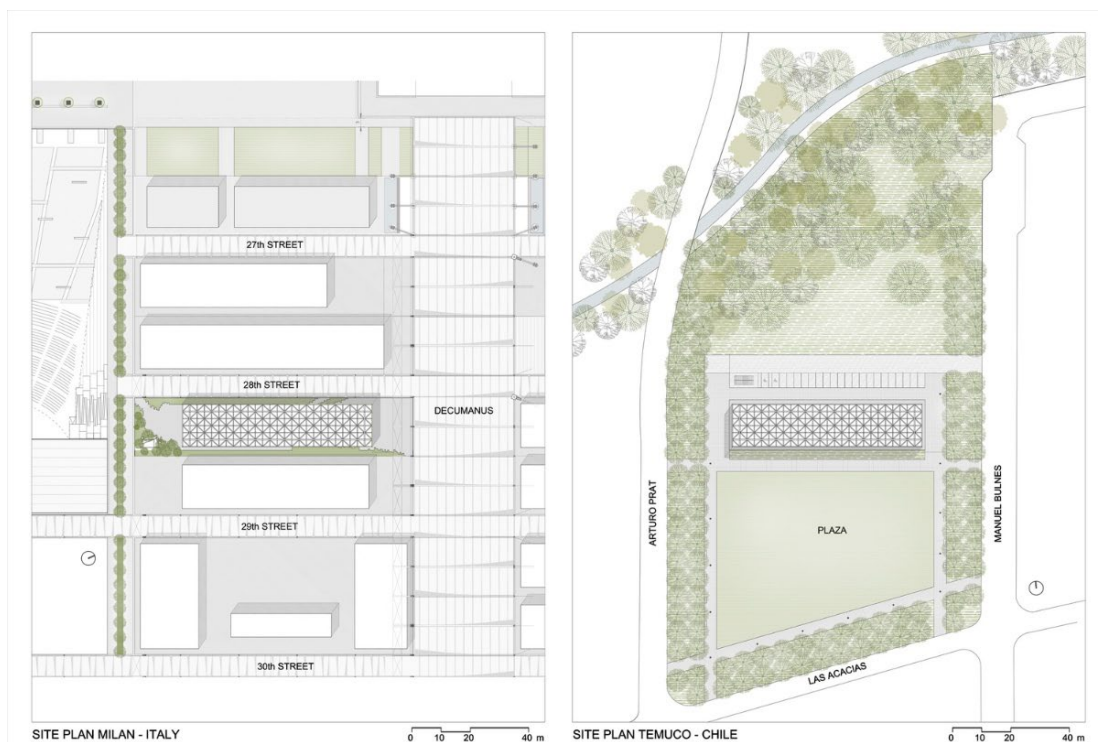 27th STREET
28th STREET
DECUMANUS
29th STREET
30th STREET
SITE PLAN MILAN - ITALY
0 10 20 40 m
ARTURO PRAT
MANUEL BULNES
PLAZA
LAS ACACIAS
SITE PLAN TEMUCO - CHILE
0 10 20 40 m